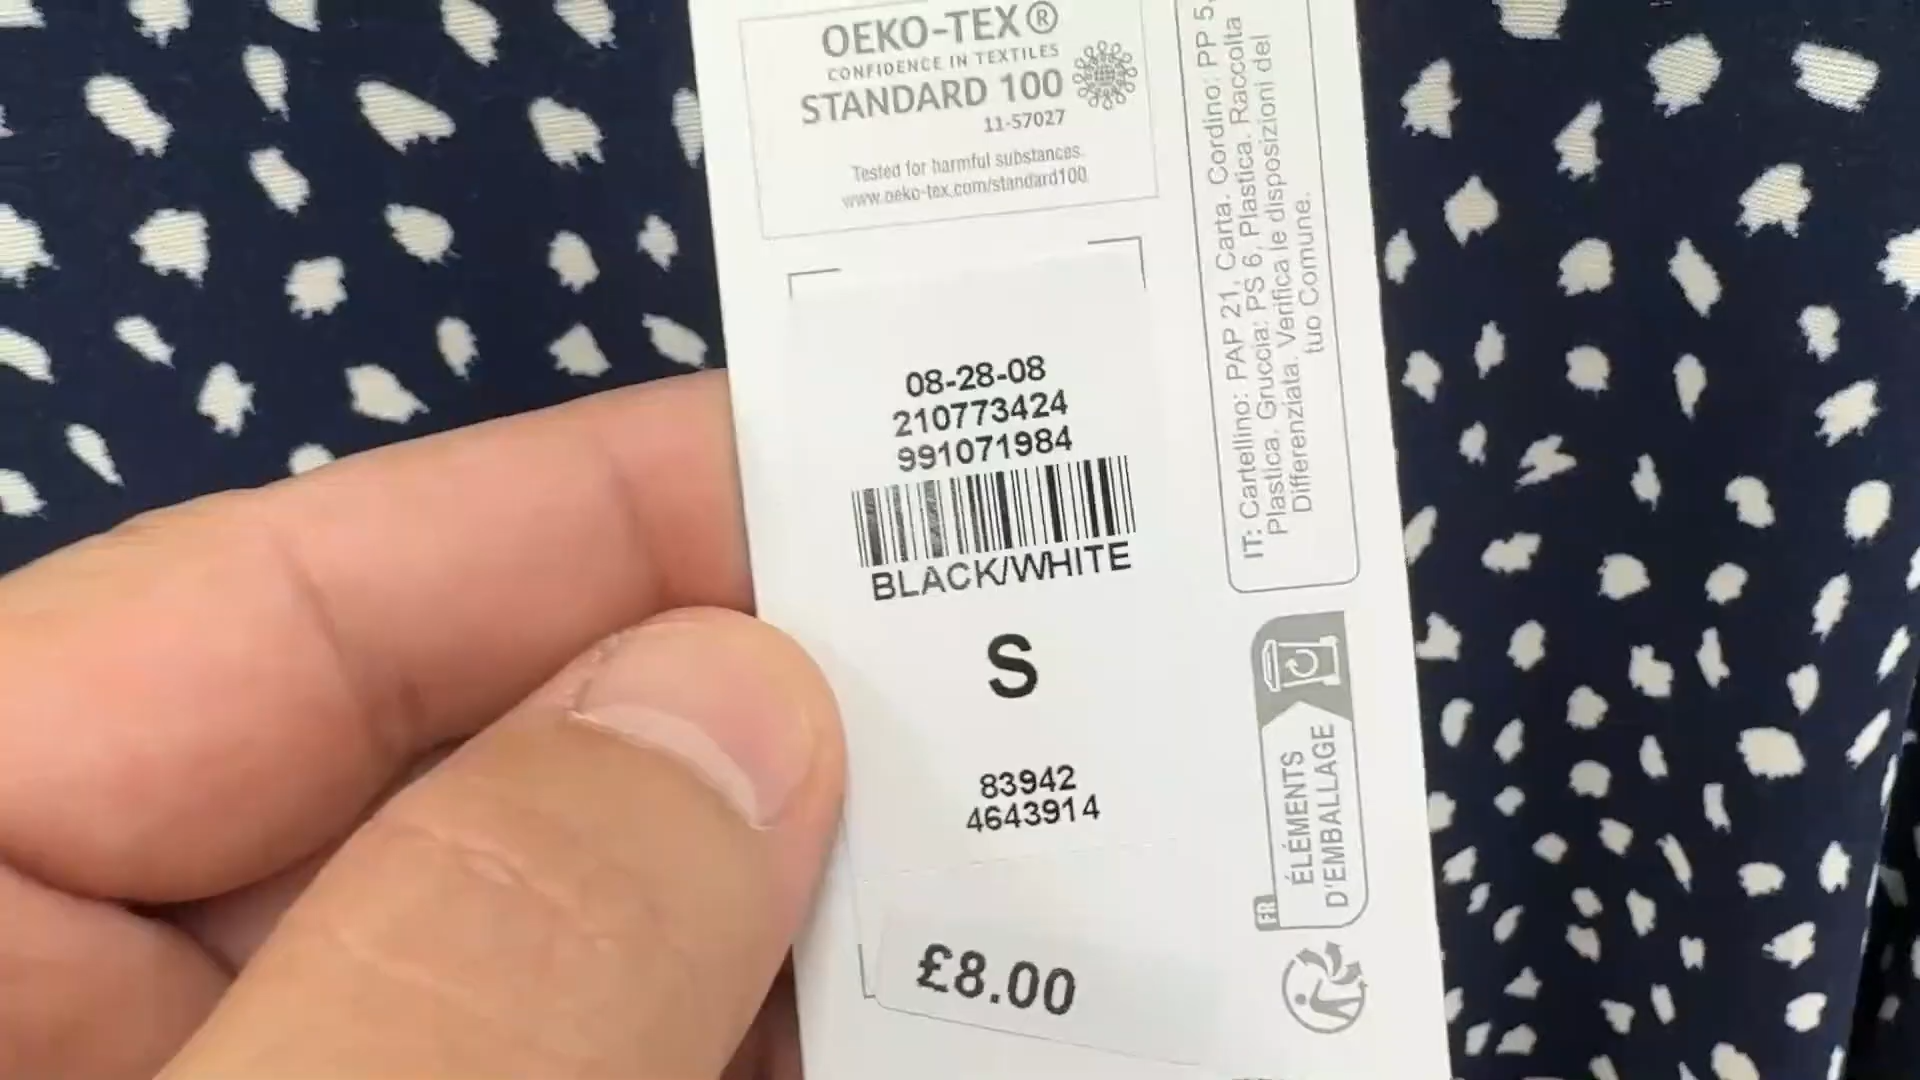 OEKO-TEX®
CONFIDENCE IN TEXTILES
STANDARD 100
11-57027
Tested for harmful substances.
www.oeko-tex.com/standard100
08-28-08
210773424
991071984
BLACK/WHITE
S
83942
4643914
£8.00
IT: Cartellino: PAP 21, Carta. Cordino: PP 5,
Plastica. Gruccia: PS 6, Plastica. Raccolta
Differenziata. Verifica le disposizioni del
tuo Comune.
FR
ÉLÉMENTS
D'EMBALLAGE